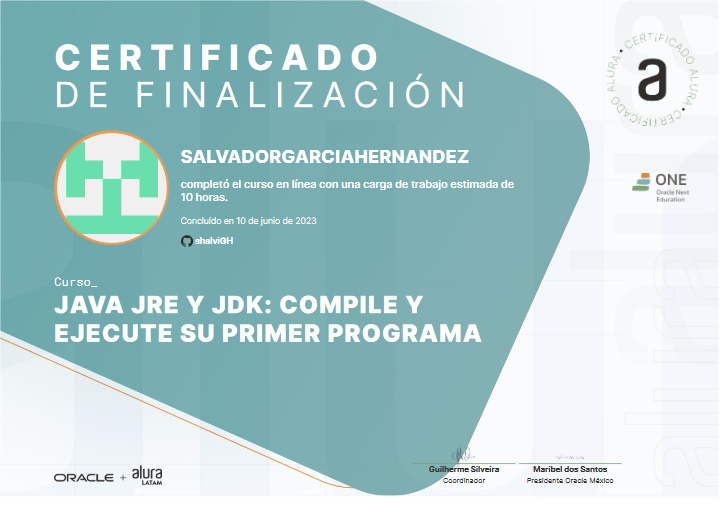 CERTIFICADO
DE FINALIZACIÓN
SALVADORGARCIAHERNANDEZ
completó el curso en línea con una carga de trabajo estimada de
10 horas.
Concluído en 10 de junio de 2023
shalviGH
Curso_
JAVA JRE Y JDK: COMPILE Y
EJECUTE SU PRIMER PROGRAMA
CERTIFICADO ALURA • CERTIFICADO ALURA •
a
ONE
Oracle Next
Education
ORACLE + alura
LATAM
Guilherme Silveira
Coordinador
Maribel dos Santos
Presidente Oracle México